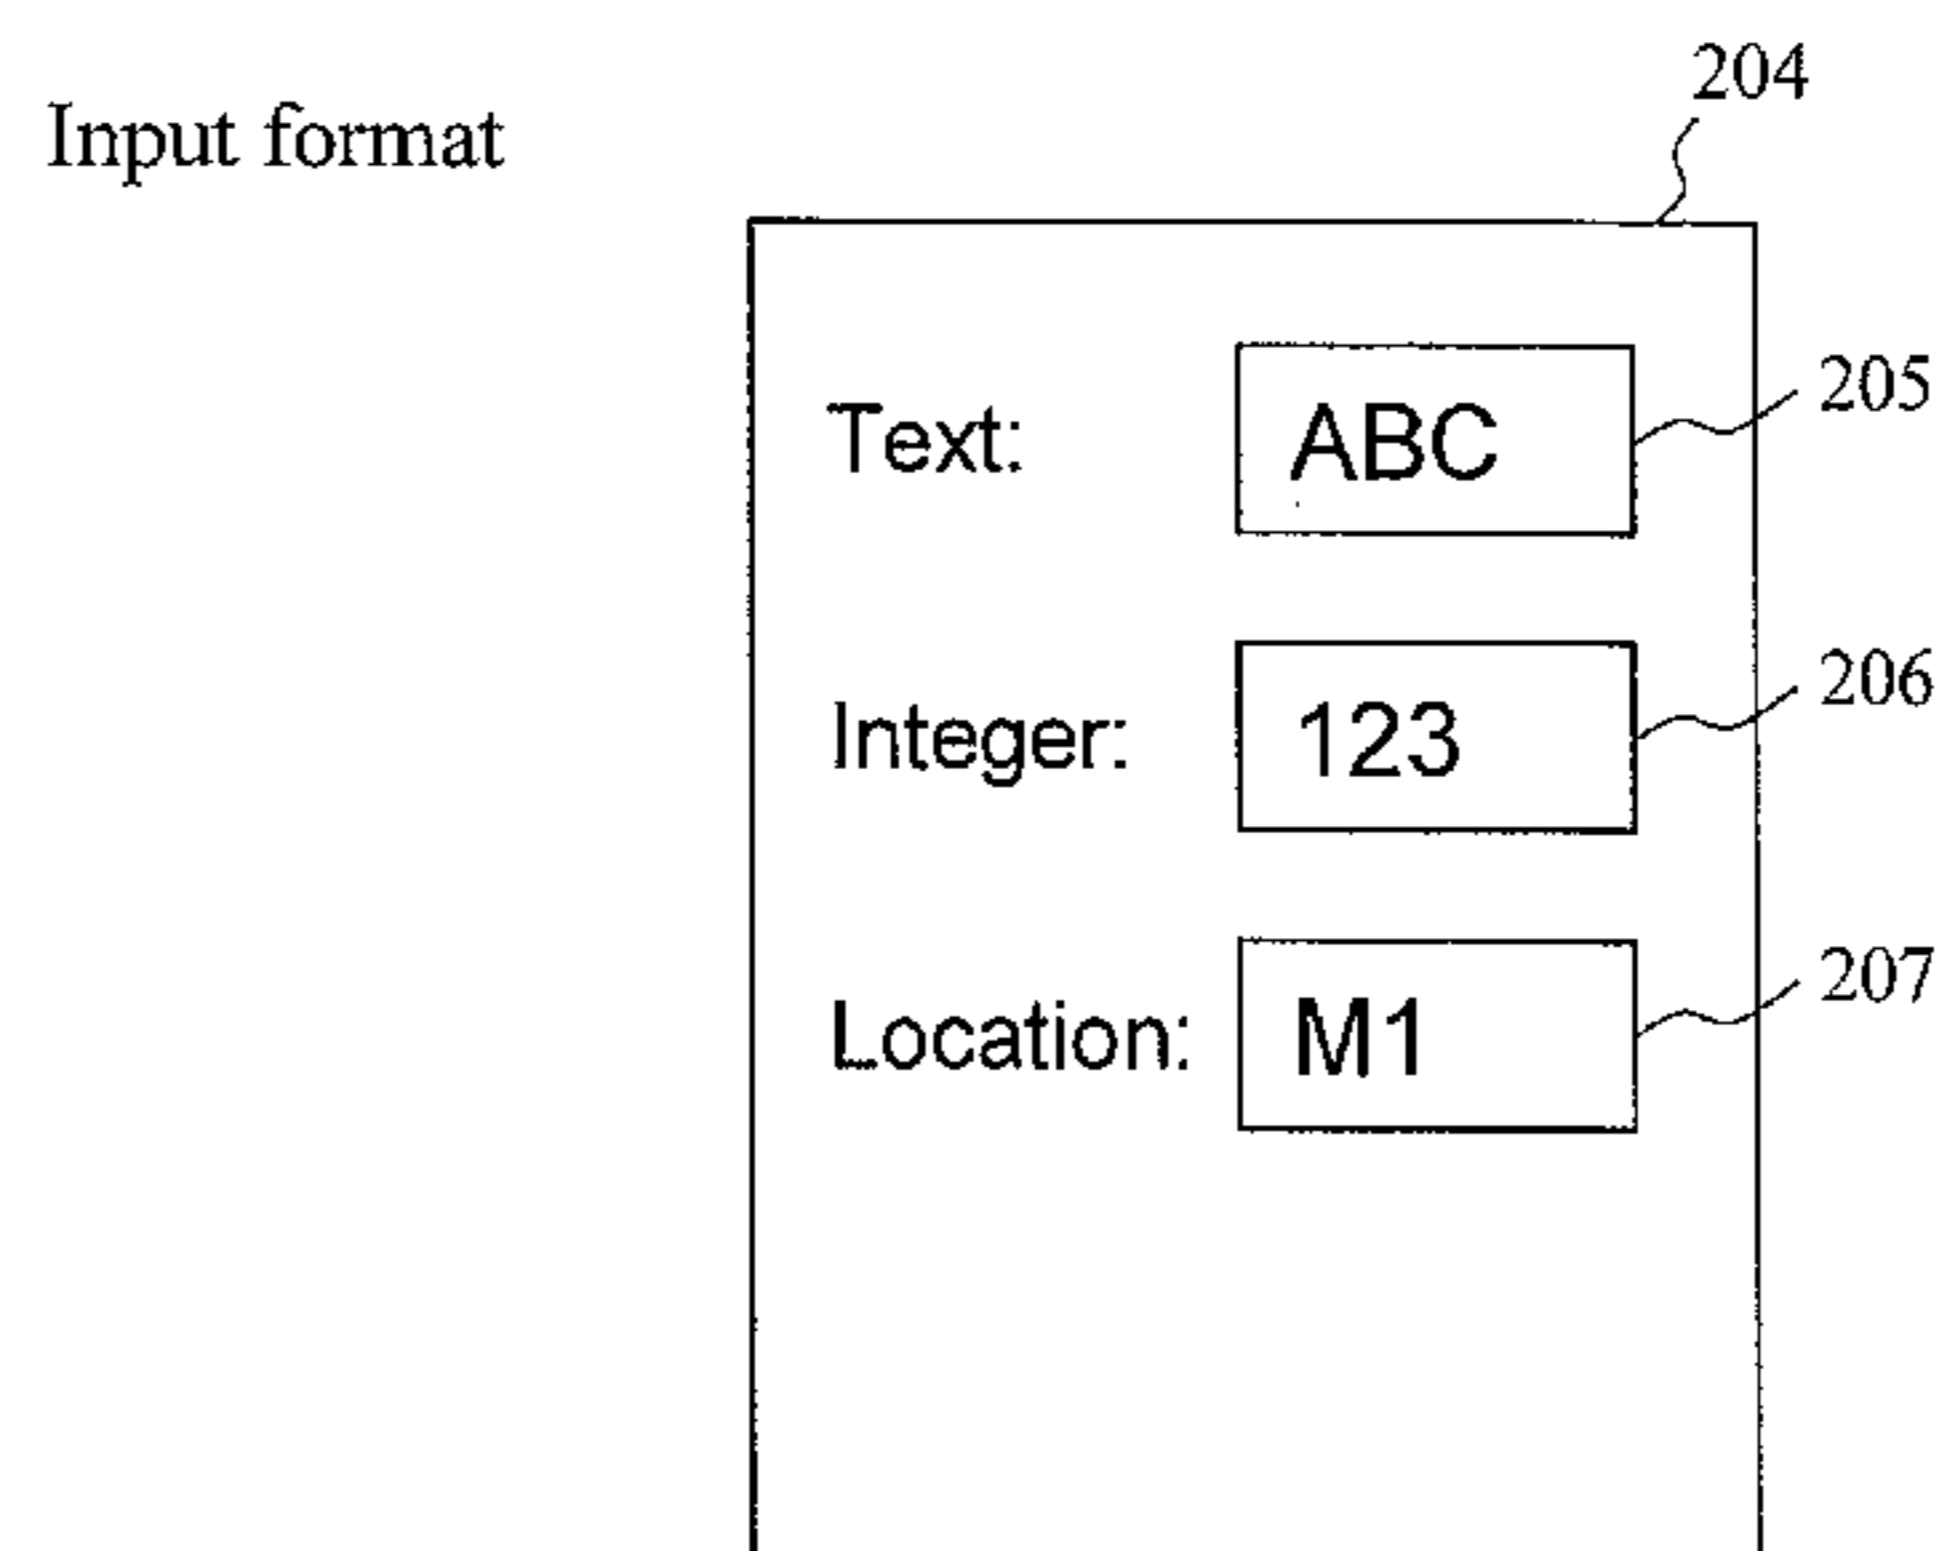 204
Input format
Text: ABC 205
Integer: 123 206
Location: M1 207